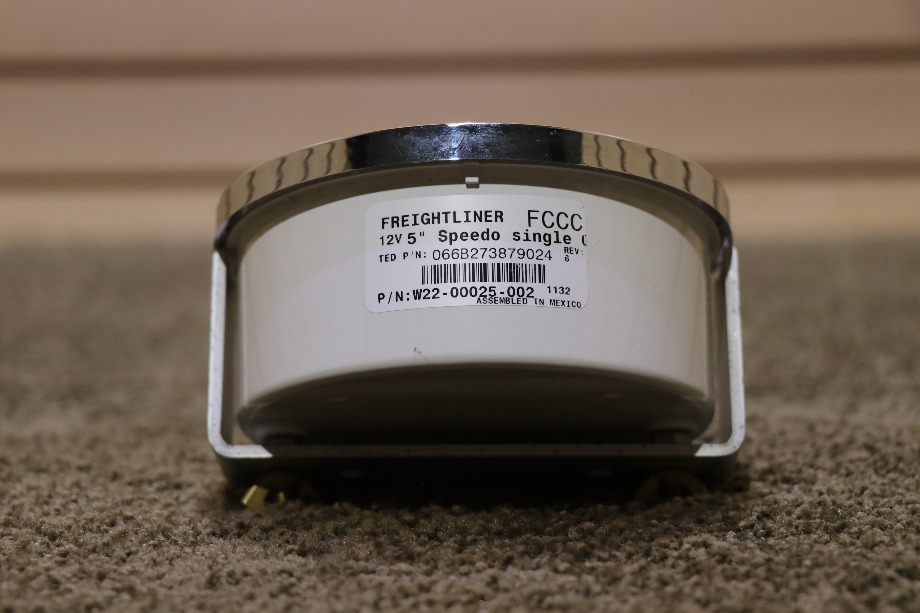 FREIGHTLINER FCCC
12V 5" Speedo single
TED P/N: 066B273879024 REV: 6
P/N:W22-00025-002 1132
ASSEMBLED IN MEXICO